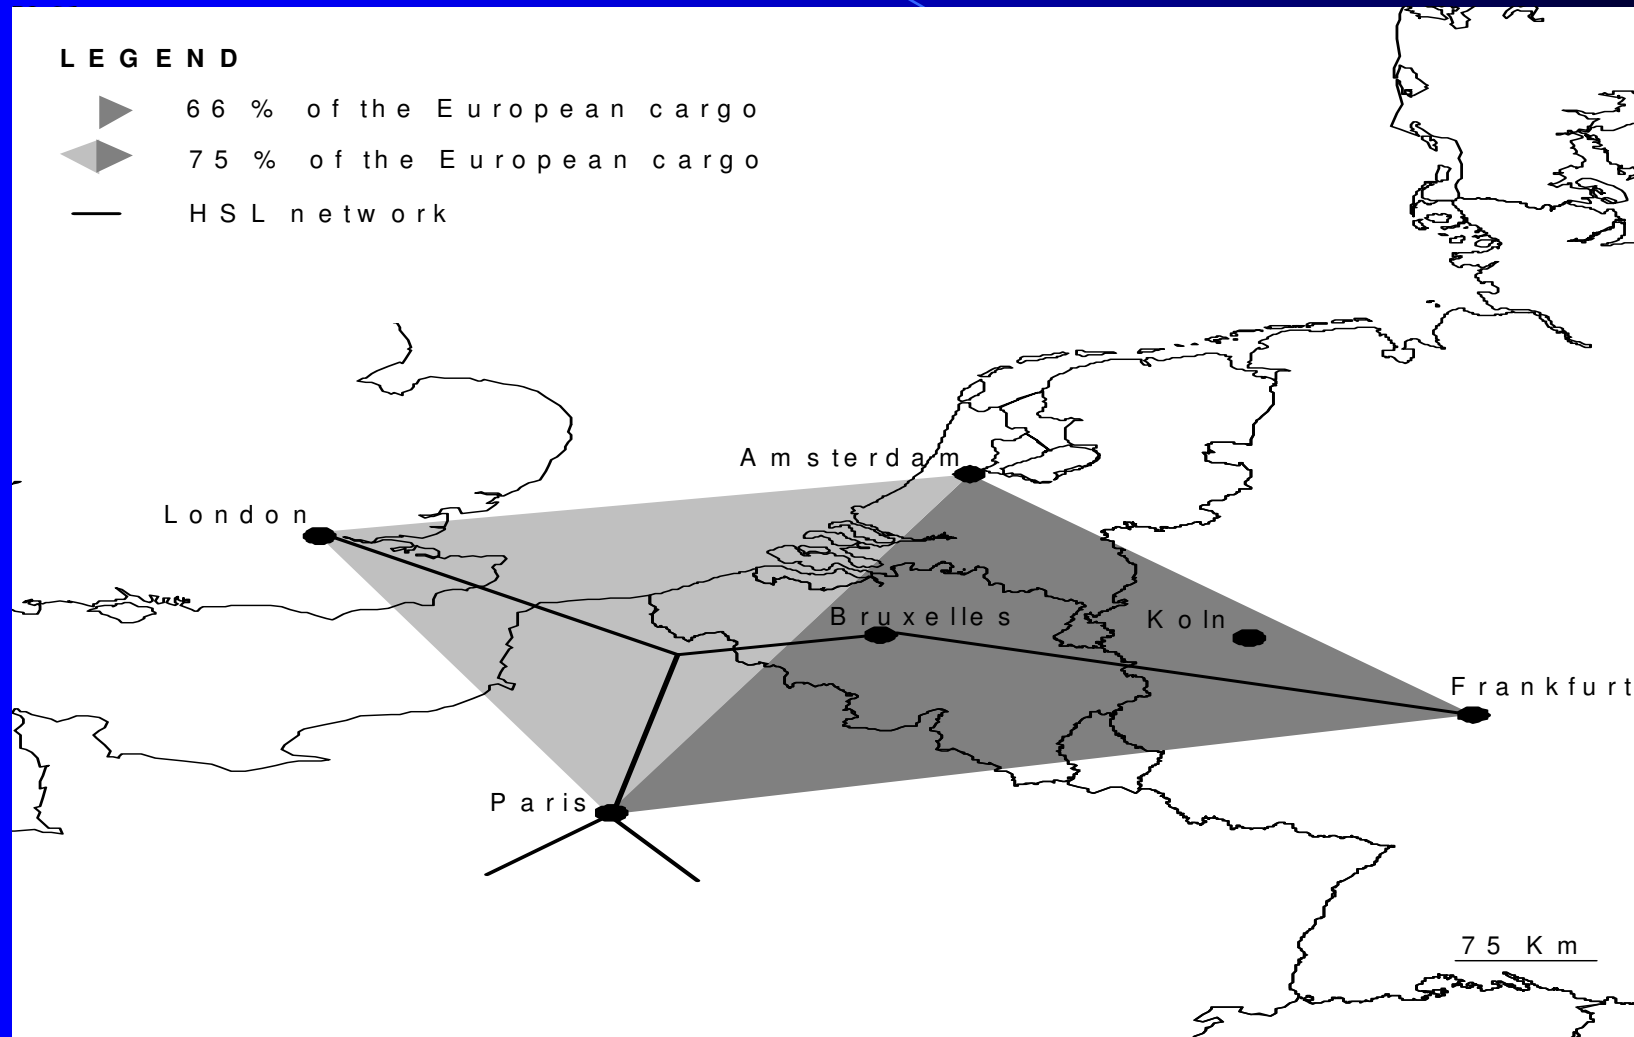 LEGEND
66 % of the European cargo
75 % of the European cargo
HSL network
Amsterdam
London
Bruxelles
Koln
Frankfurt
Paris
75 Km